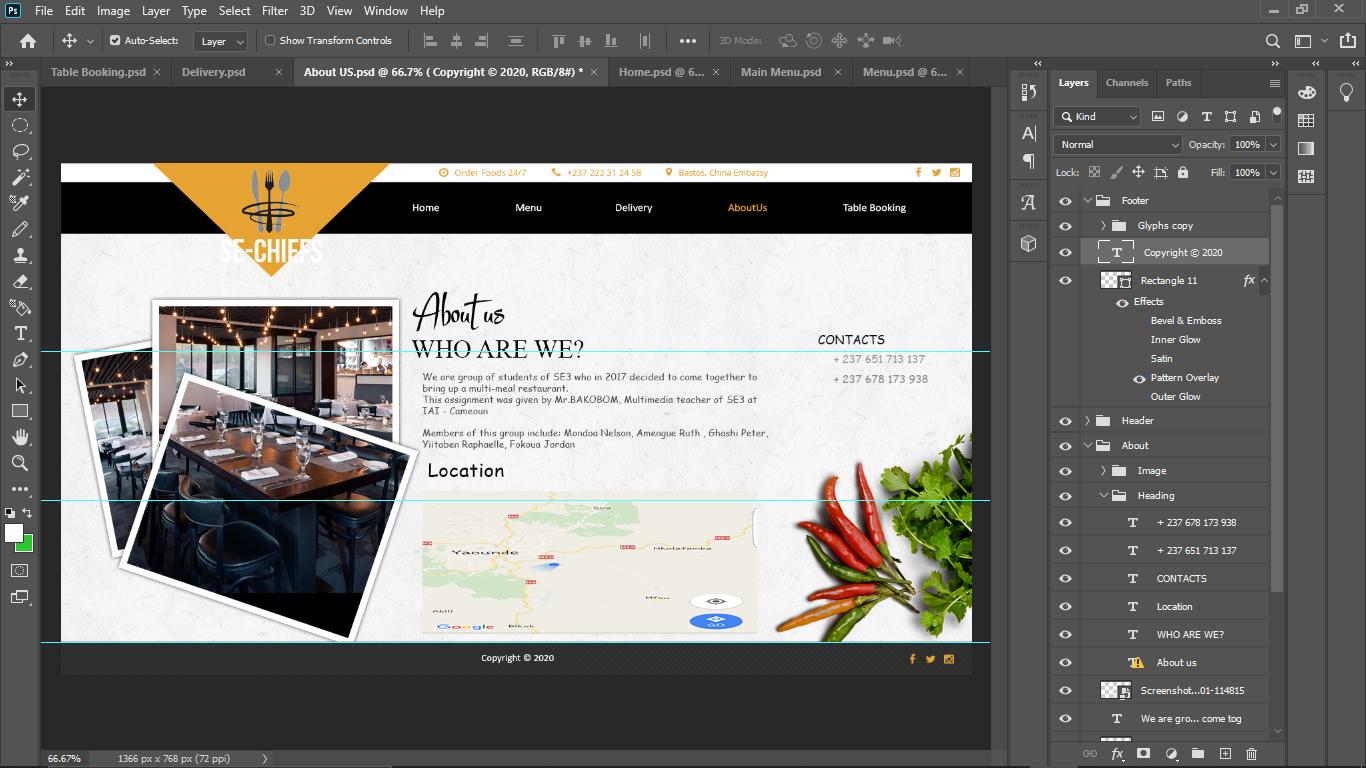 Ps File Edit Image Layer Type Select Filter 3D View Window Help
Auto-Select: Layer Show Transform Controls 3D Mode:
Table Booking.psd × Delivery.psd × About US.psd @ 66.7% ( Copyright © 2020, RGB/8#) * × Home.psd @ 6... × Main Menu.psd × Menu.psd @ 6... ×
Order Foods 24/7 +237 222 31 24 58 Bastos, China Embassy
Home Menu Delivery AboutUs Table Booking
SE-CHIEFS
About us
WHO ARE WE?
We are group of students of SE3 who in 2017 decided to come together to
bring up a multi-meal restaurant.
This assignment was given by Mr.BAKOBOM, Multimedia teacher of SE3 at
IAI - Cameoun
Members of this group include: Mondoa Nelson, Amengue Ruth , Ghashi Peter,
Yiitaben Raphaelle, Fokoua Jordan
CONTACTS
+ 237 651 713 137
+ 237 678 173 938
Location
Soa
Yaounde
Nkulafamba
Mfou
Abili
Google
Bikok
GO
Copyright © 2020
66.67% 1366 px x 768 px (72 ppi)
Layers Channels Paths
Kind
Normal Opacity: 100%
Lock: Fill: 100%
Footer
Glyphs copy
Copyright © 2020
Rectangle 11 fx
Effects
Bevel & Emboss
Inner Glow
Satin
Pattern Overlay
Outer Glow
Header
About
Image
Heading
+ 237 678 173 938
+ 237 651 713 137
CONTACTS
Location
WHO ARE WE?
About us
Screenshot...01-114815
We are gro... come tog
fx